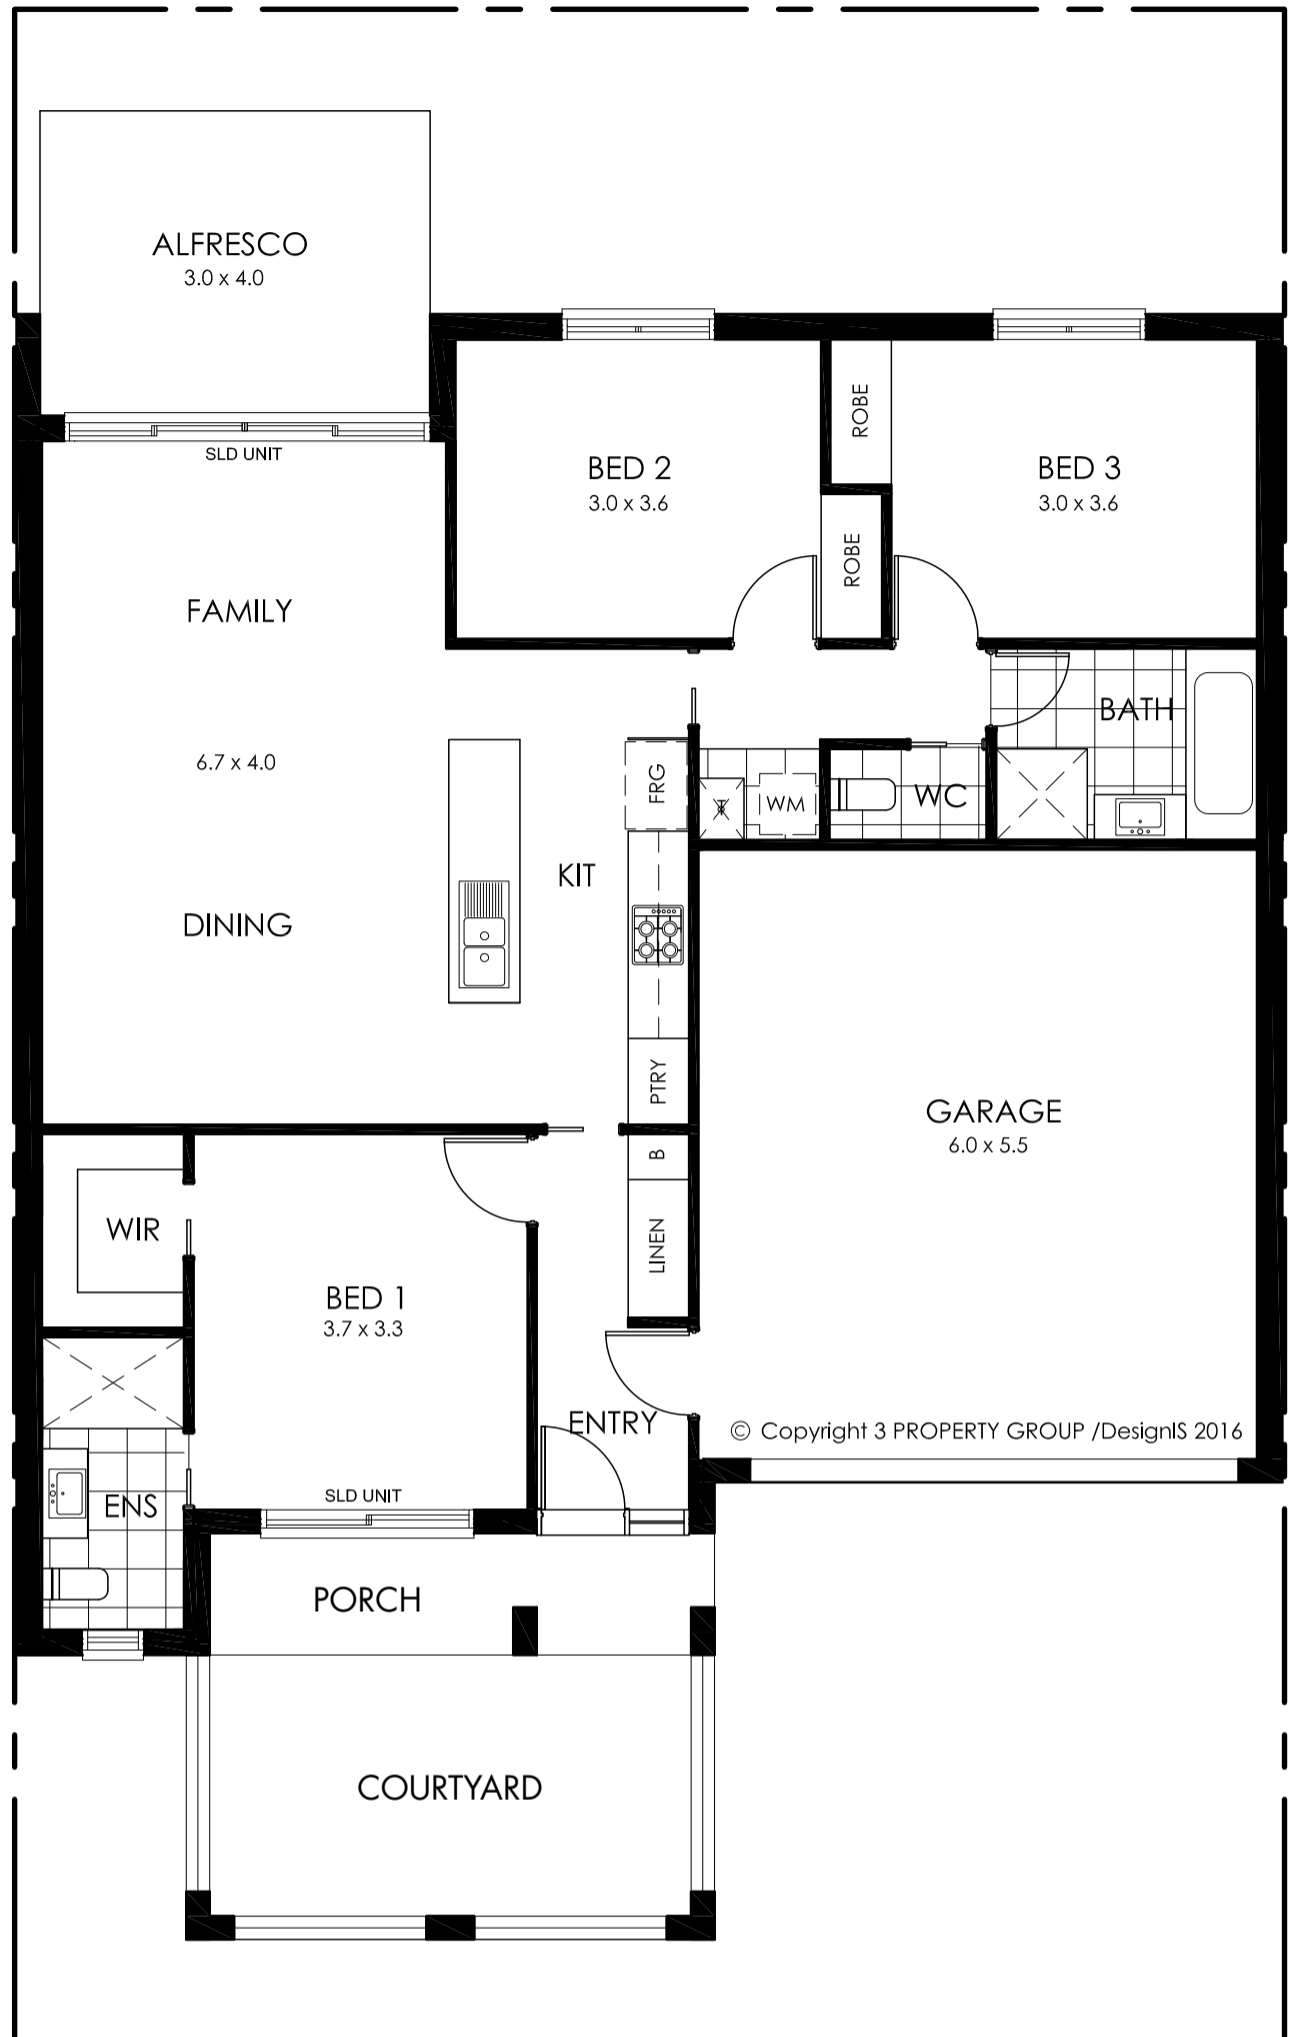 ALFRESCO
3.0 x 4.0
SLD UNIT
BED 2
3.0 x 3.6
ROBE
ROBE
BED 3
3.0 x 3.6
FAMILY
6.7 x 4.0
DINING
KIT
FRG
WM
WC
BATH
PTRY
B
LINEN
GARAGE
6.0 x 5.5
WIR
BED 1
3.7 x 3.3
ENTRY
© Copyright 3 PROPERTY GROUP /DesignIS 2016
SLD UNIT
ENS
PORCH
COURTYARD